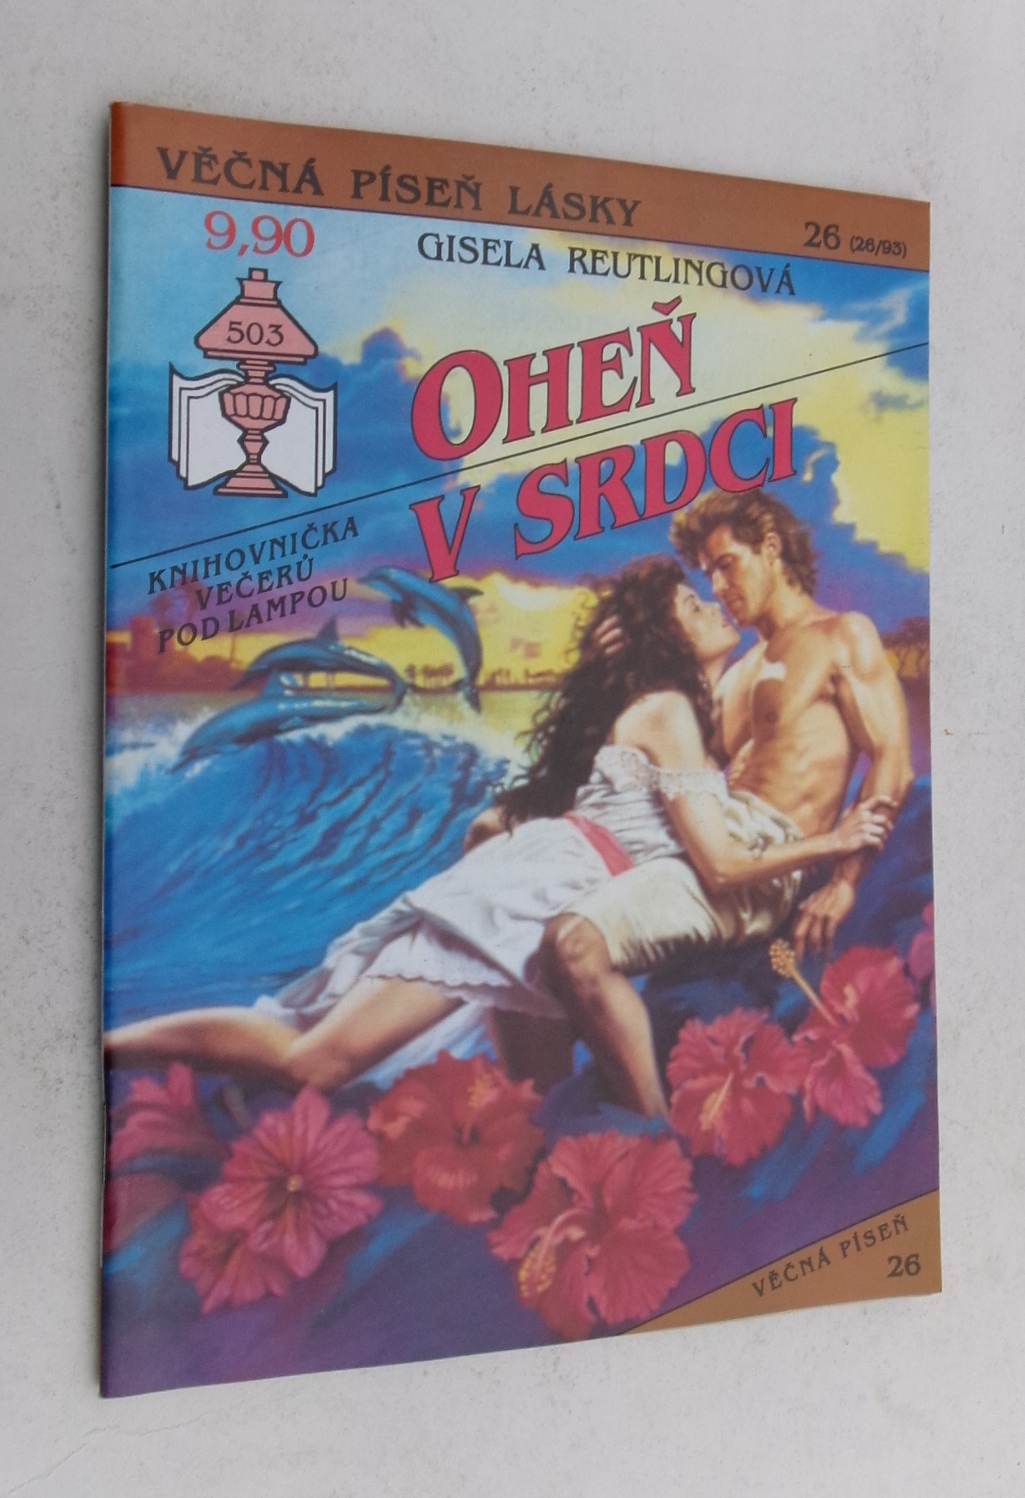 VĚČNÁ PÍSEŇ LÁSKY
26 (26/93)
9,90
GISELA REUTLINGOVÁ
503
OHEŇ
V SRDCI
KNIHOVNIČKA
VEČERŮ
POD LAMPOU
VĚČNÁ PÍSEŇ
26